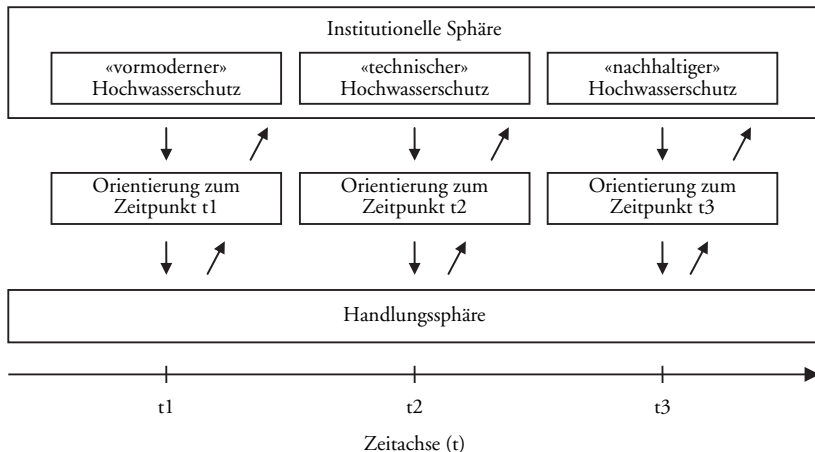 Institutionelle Sphäre
«vormoderner»
Hochwasserschutz
«technischer»
Hochwasserschutz
«nachhaltiger»
Hochwasserschutz
Orientierung zum
Zeitpunkt t1
Orientierung zum
Zeitpunkt t2
Orientierung zum
Zeitpunkt t3
Handlungssphäre
t1
t2
t3
Zeitachse (t)